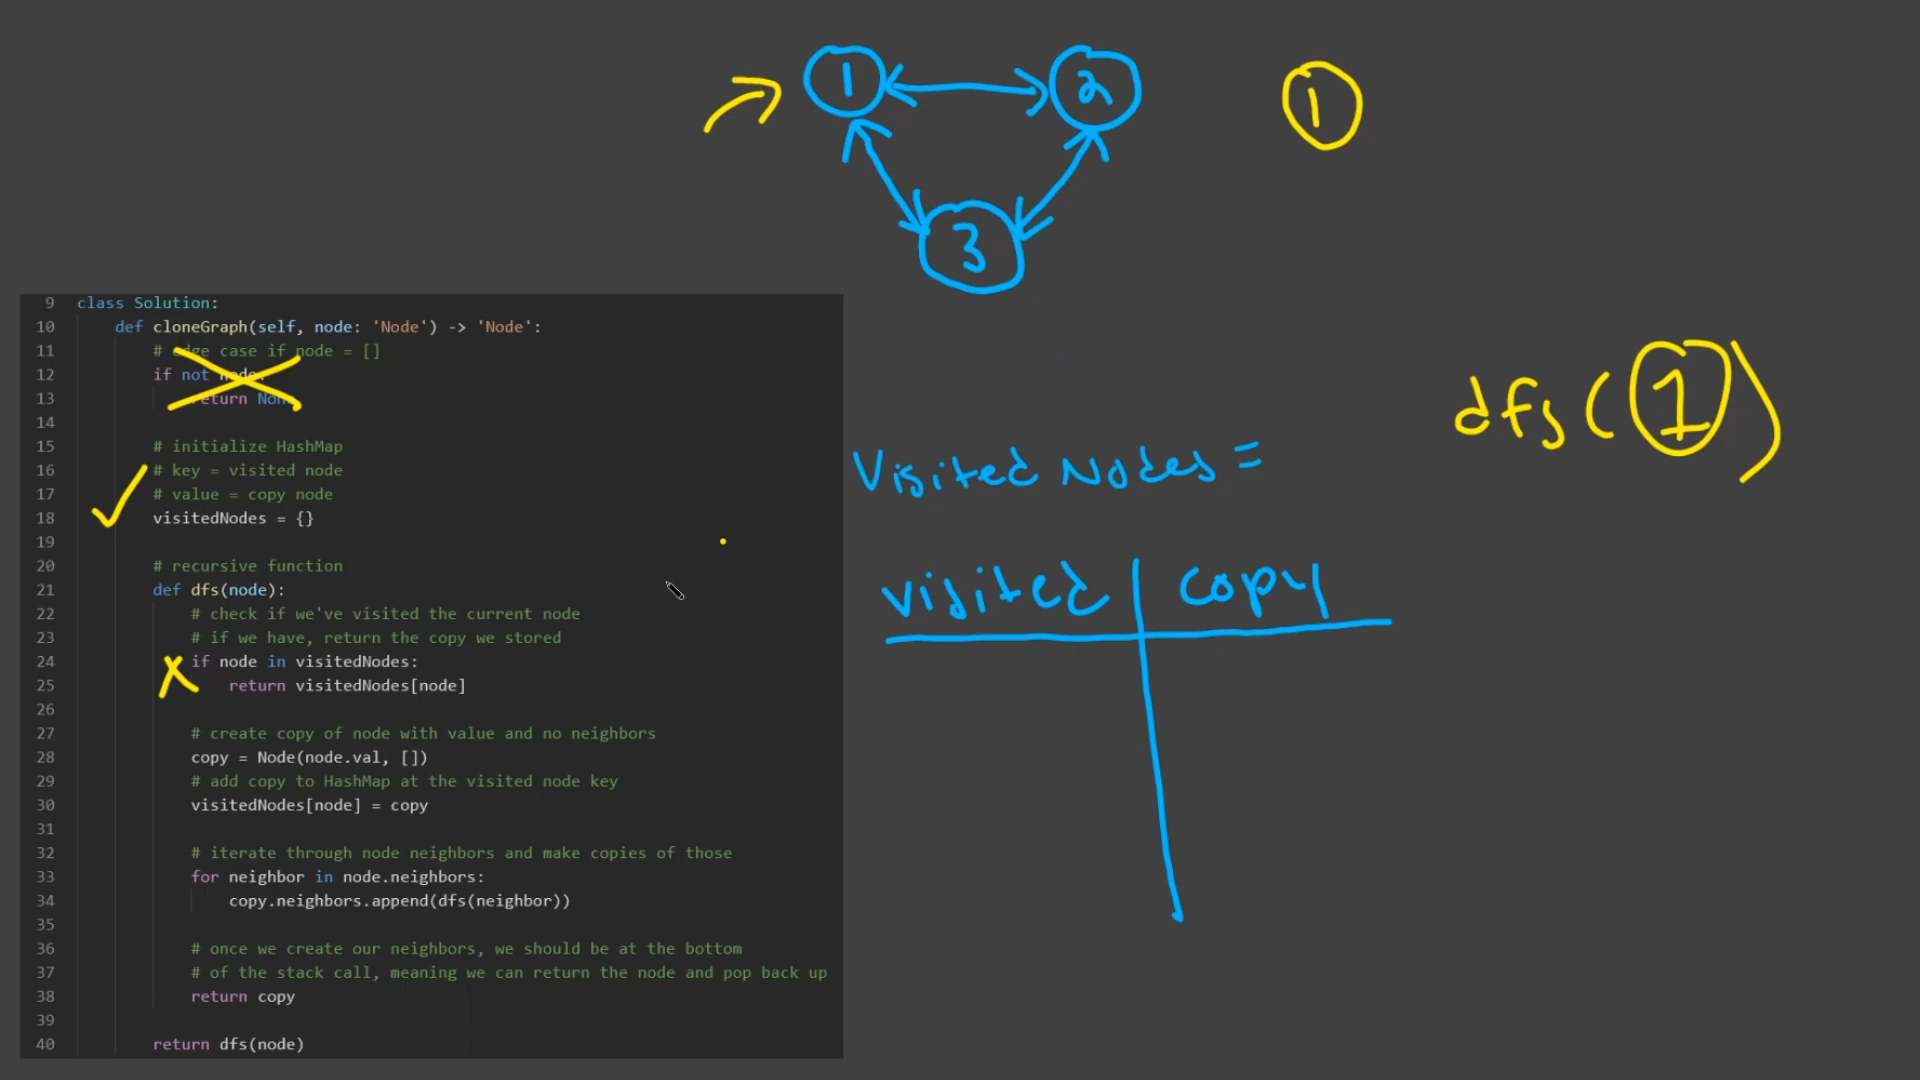 1
2
1
3
9 class Solution:
10 def cloneGraph(self, node: 'Node') -> 'Node':
11 # edge case if node = []
12 if not node:
13 return None
14
15 # initialize HashMap
16 # key = visited node
17 # value = copy node
18 visitedNodes = {}
19
20 # recursive function
21 def dfs(node):
22 # check if we've visited the current node
23 # if we have, return the copy we stored
24 if node in visitedNodes:
25 return visitedNodes[node]
26
27 # create copy of node with value and no neighbors
28 copy = Node(node.val, [])
29 # add copy to HashMap at the visited node key
30 visitedNodes[node] = copy
31
32 # iterate through node neighbors and make copies of those
33 for neighbor in node.neighbors:
34 copy.neighbors.append(dfs(neighbor))
35
36 # once we create our neighbors, we should be at the bottom
37 # of the stack call, meaning we can return the node and pop back up
38 return copy
39
40 return dfs(node)
dfs(1)
Visited Nodes =
visited | copy